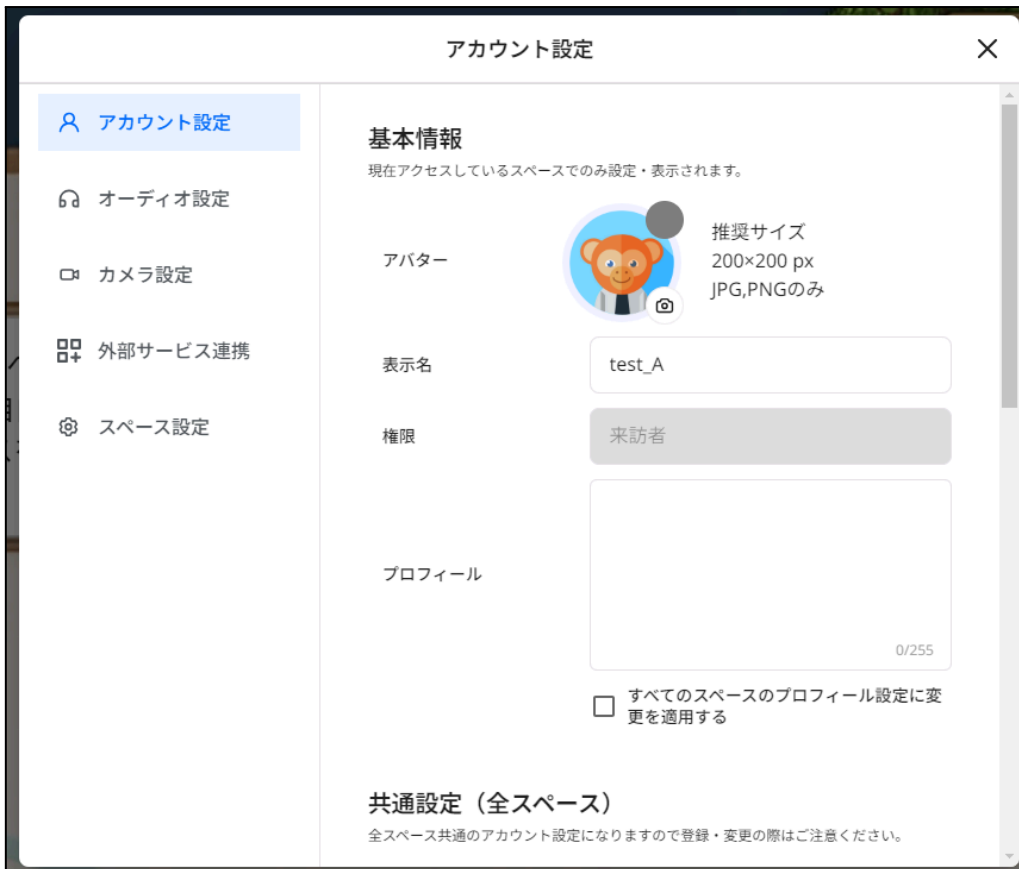 アカウント設定
アカウント設定
オーディオ設定
カメラ設定
外部サービス連携
スペース設定
基本情報
現在アクセスしているスペースでのみ設定・表示されます。
アバター
推奨サイズ
200×200 px
JPG,PNGのみ
表示名
test_A
権限
来訪者
プロフィール
0/255
すべてのスペースのプロフィール設定に変
更を適用する
共通設定（全スペース）
全スペース共通のアカウント設定になりますので登録・変更の際はご注意ください。